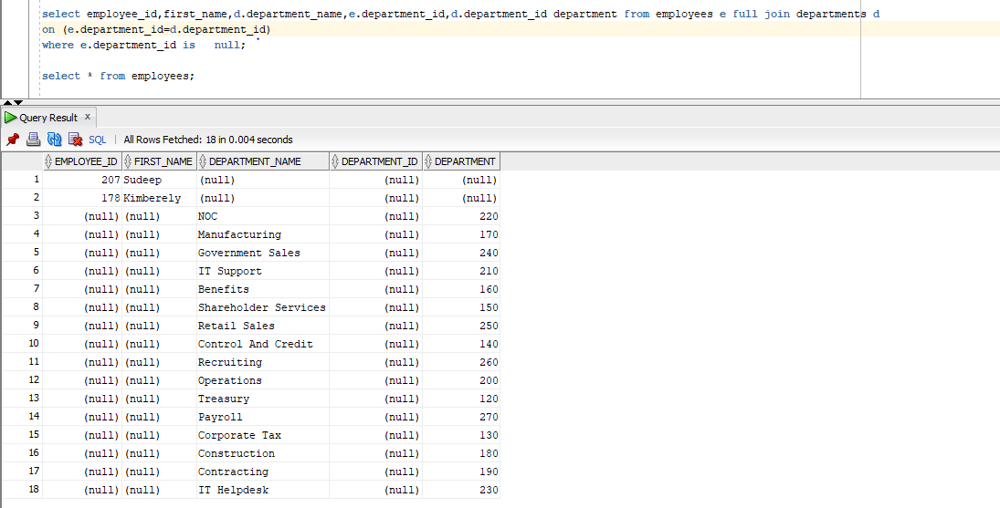 select employee_id,first_name,d.department_name,e.department_id,d.department_id department from employees e full join departments d
on (e.department_id=d.department_id)
where e.department_id is   null;
select * from employees;
Query Result x
SQL | All Rows Fetched: 18 in 0.004 seconds
EMPLOYEE_ID FIRST_NAME DEPARTMENT_NAME DEPARTMENT_ID DEPARTMENT
1 207 Sudeep (null) (null) (null)
2 178 Kimberely (null) (null) (null)
3 (null) (null) NOC (null) 220
4 (null) (null) Manufacturing (null) 170
5 (null) (null) Government Sales (null) 240
6 (null) (null) IT Support (null) 210
7 (null) (null) Benefits (null) 160
8 (null) (null) Shareholder Services (null) 150
9 (null) (null) Retail Sales (null) 250
10 (null) (null) Control And Credit (null) 140
11 (null) (null) Recruiting (null) 260
12 (null) (null) Operations (null) 200
13 (null) (null) Treasury (null) 120
14 (null) (null) Payroll (null) 270
15 (null) (null) Corporate Tax (null) 130
16 (null) (null) Construction (null) 180
17 (null) (null) Contracting (null) 190
18 (null) (null) IT Helpdesk (null) 230